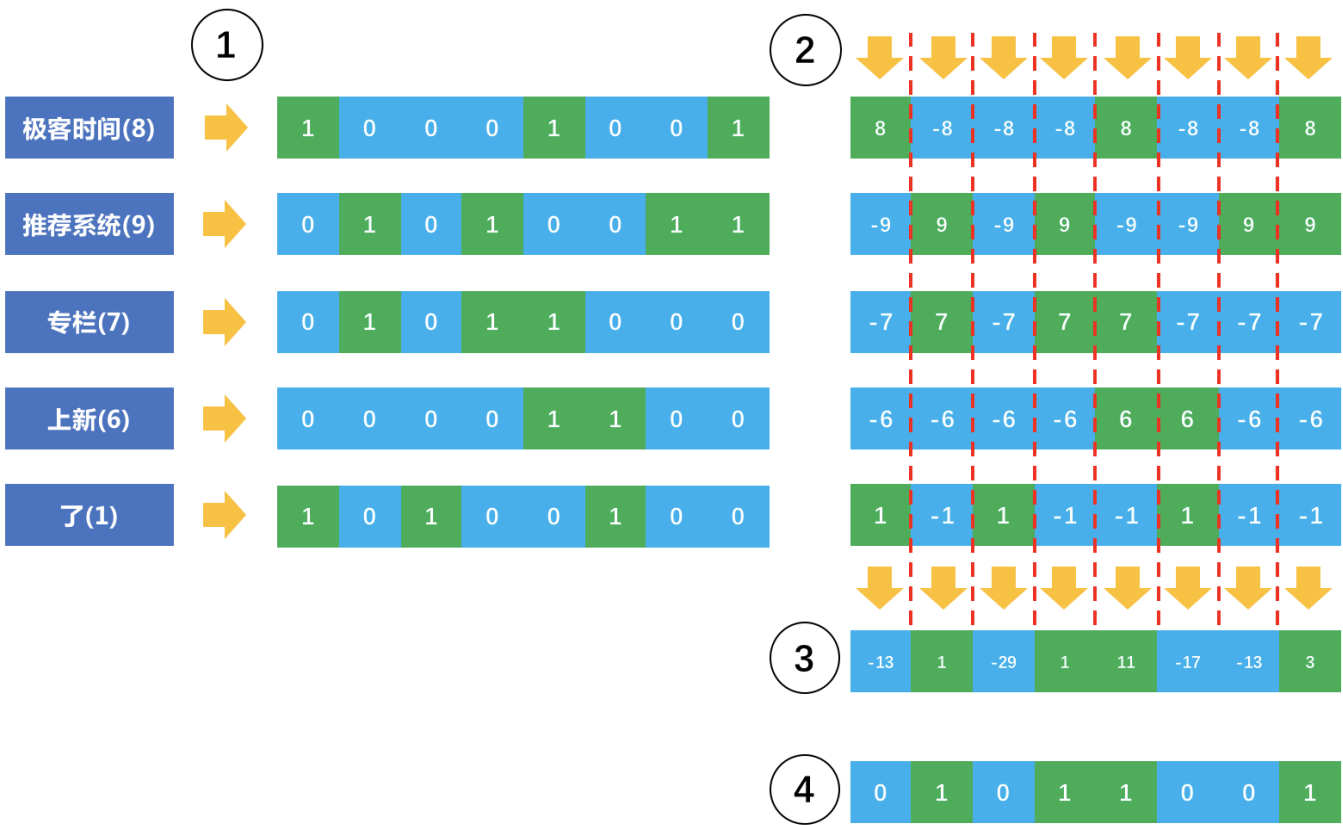 1
2
极客时间(8)
1 0 0 0 1 0 0 1
8 -8 -8 -8 8 -8 -8 8
推荐系统(9)
0 1 0 1 0 0 1 1
-9 9 -9 9 -9 -9 9 9
专栏(7)
0 1 0 1 1 0 0 0
-7 7 -7 7 7 -7 -7 -7
上新(6)
0 0 0 0 1 1 0 0
-6 -6 -6 -6 6 6 -6 -6
了(1)
1 0 1 0 0 1 0 0
1 -1 1 -1 -1 1 -1 -1
3
-13 1 -29 1 11 -17 -13 3
4
0 1 0 1 1 0 0 1